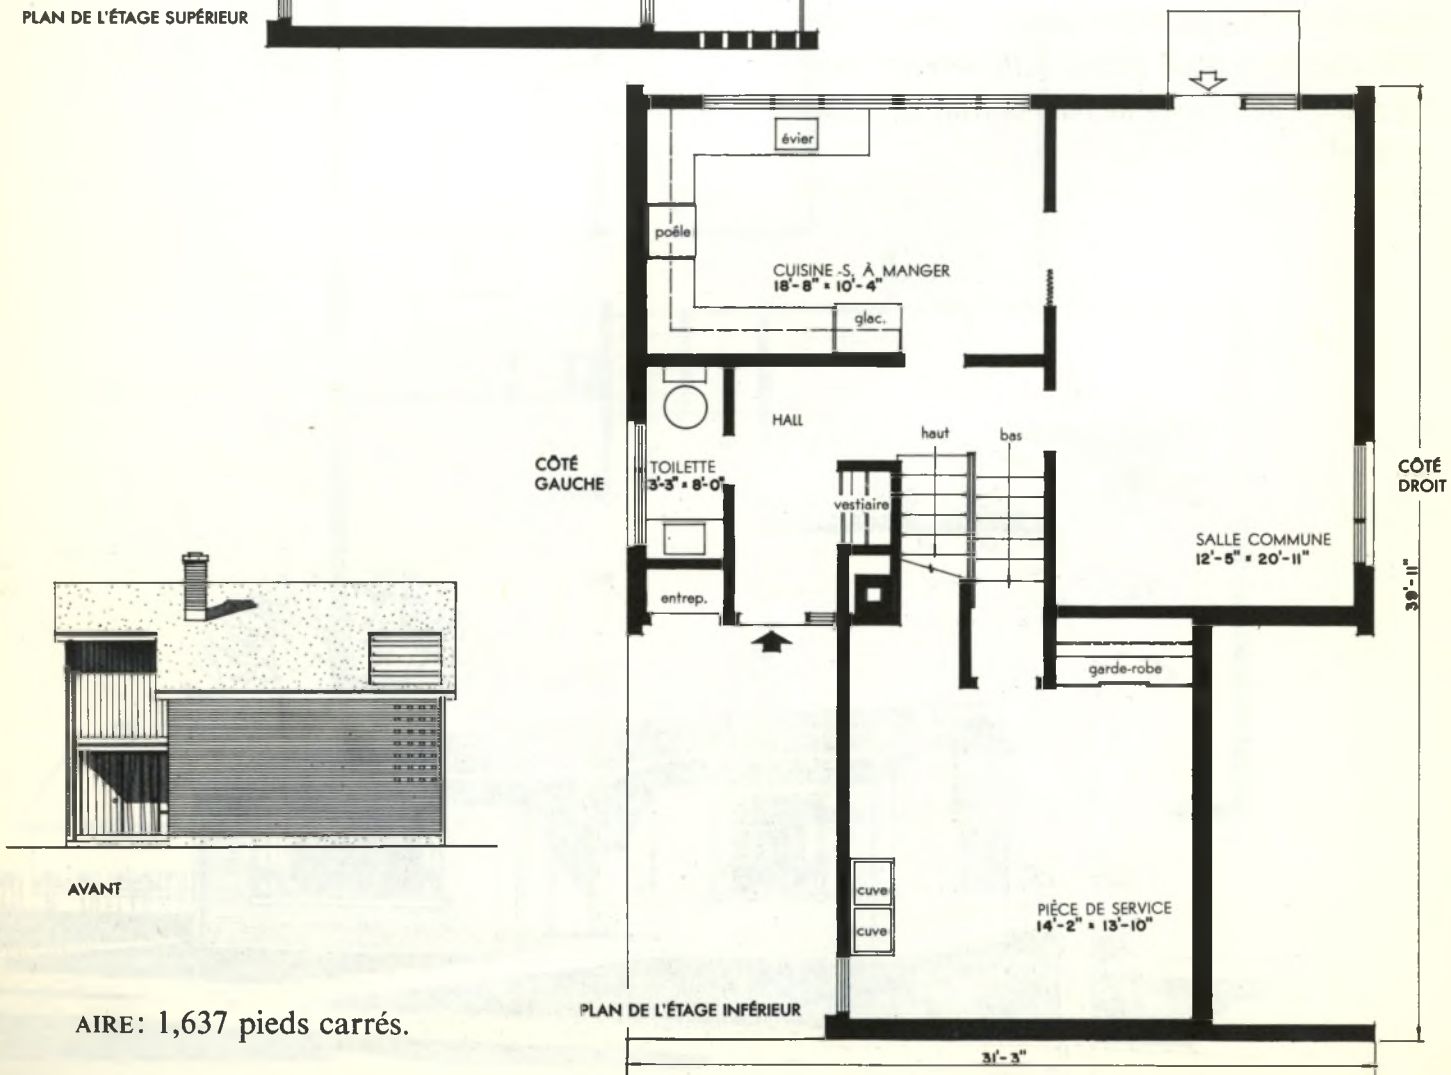 PLAN DE L'ÉTAGE SUPÉRIEUR
évier
poêle
CUISINE -S. À MANGER
18'-8" × 10'-4"
glac.
HALL
haut
bas
CÔTÉ
GAUCHE
TOILETTE
3'-3" × 8'-0"
vestiaire
CÔTÉ
DROIT
SALLE COMMUNE
12'-5" × 20'-11"
39'-11"
entrep.
garde-robe
AVANT
cuve
cuve
PIÈCE DE SERVICE
14'-2" × 13'-10"
PLAN DE L'ÉTAGE INFÉRIEUR
AIRE: 1,637 pieds carrés.
31'-3"